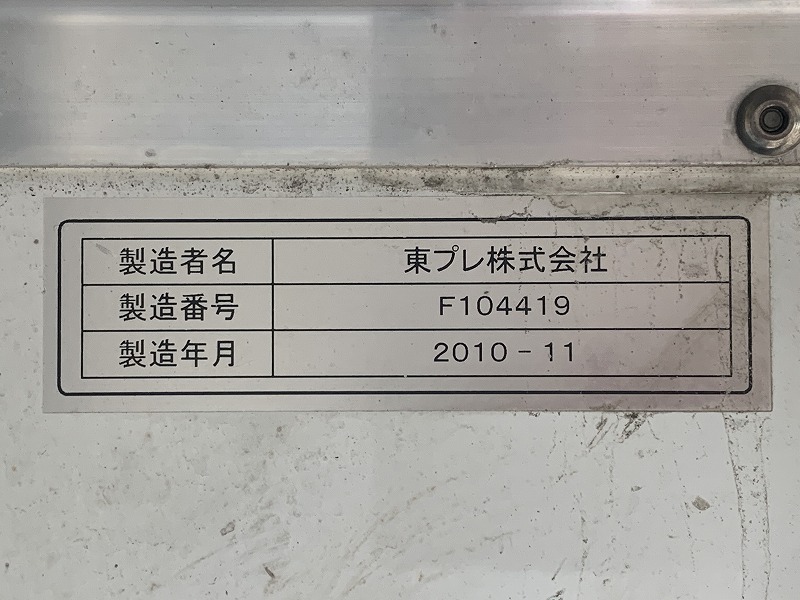 製造者名 東プレ株式会社
製造番号 F104419
製造年月 2010-11